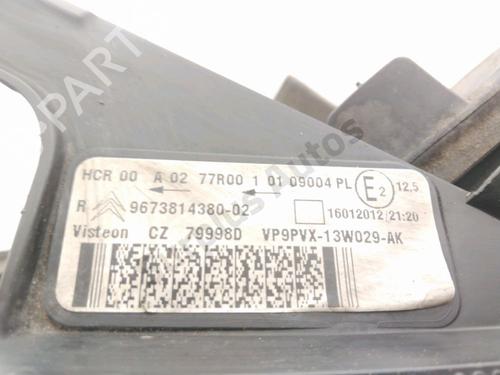 HCR 00 A 02 77R00 1 01 09004 PL E2 12,5
R 9673814380-02 16012012/21:20
Visteon CZ 79998D VP9PVX-13W029-AK